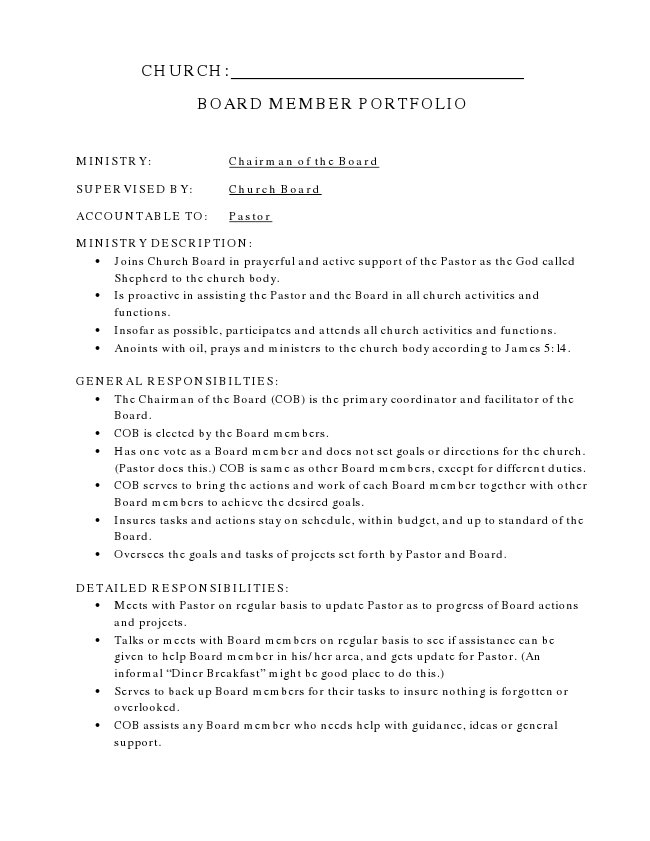 CHURCH:
BOARD MEMBER PORTFOLIO
MINISTRY: Chairman of the Board
SUPERVISED BY: Church Board
ACCOUNTABLE TO: Pastor
MINISTRY DESCRIPTION:
• Joins Church Board in prayerful and active support of the Pastor as the God called
Shepherd to the church body.
• Is proactive in assisting the Pastor and the Board in all church activities and
functions.
• Insofar as possible, participates and attends all church activities and functions.
• Anoints with oil, prays and ministers to the church body according to James 5:14.
GENERAL RESPONSIBILTIES:
• The Chairman of the Board (COB) is the primary coordinator and facilitator of the
Board.
• COB is elected by the Board members.
• Has one vote as a Board member and does not set goals or directions for the church.
(Pastor does this.) COB is same as other Board members, except for different duties.
• COB serves to bring the actions and work of each Board member together with other
Board members to achieve the desired goals.
• Insures tasks and actions stay on schedule, within budget, and up to standard of the
Board.
• Oversees the goals and tasks of projects set forth by Pastor and Board.
DETAILED RESPONSIBILITIES:
• Meets with Pastor on regular basis to update Pastor as to progress of Board actions
and projects.
• Talks or meets with Board members on regular basis to see if assistance can be
given to help Board member in his/her area, and gets update for Pastor. (An
informal “Diner Breakfast” might be good place to do this.)
• Serves to back up Board members for their tasks to insure nothing is forgotten or
overlooked.
• COB assists any Board member who needs help with guidance, ideas or general
support.